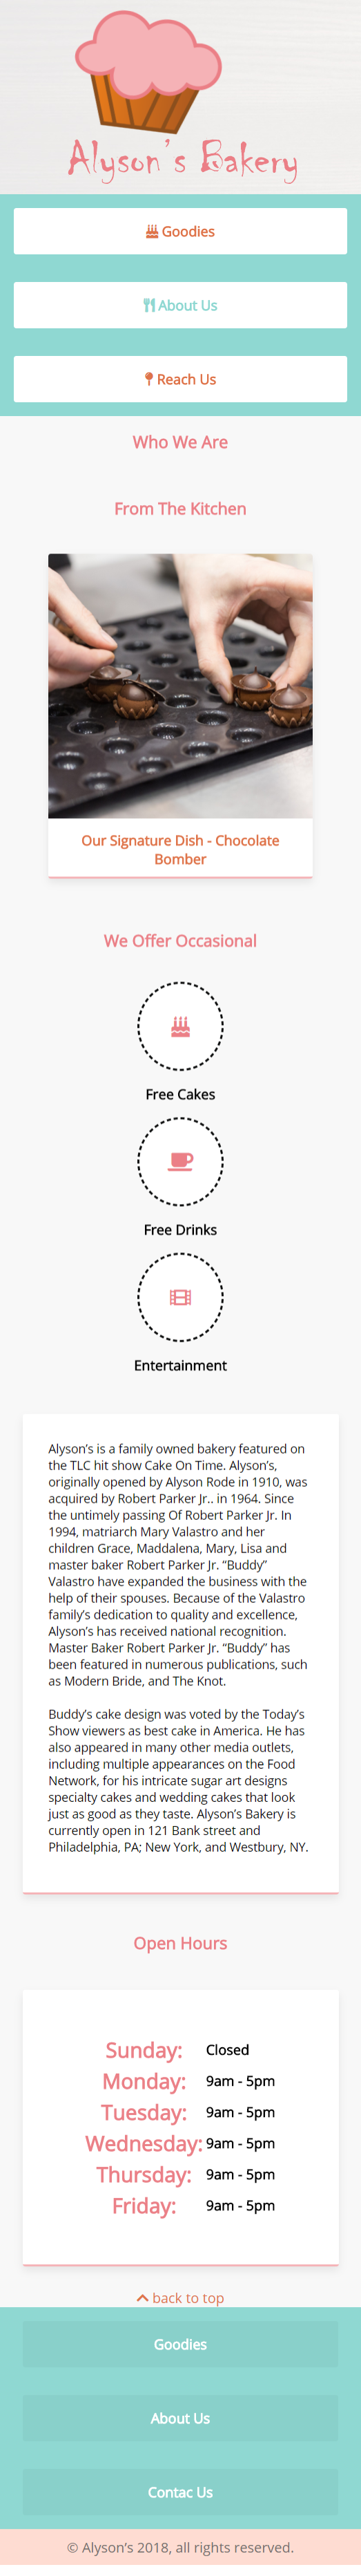 Alyson's Bakery
Goodies
About Us
Reach Us
Who We Are
From The Kitchen
Our Signature Dish - Chocolate
Bomber
We Offer Occasional
Free Cakes
Free Drinks
Entertainment
Alyson's is a family owned bakery featured on
the TLC hit show Cake On Time. Alyson's,
originally opened by Alyson Rode in 1910, was
acquired by Robert Parker Jr.. in 1964. Since
the untimely passing Of Robert Parker Jr. In
1994, matriarch Mary Valastro and her
children Grace, Maddalena, Mary, Lisa and
master baker Robert Parker Jr. “Buddy”
Valastro have expanded the business with the
help of their spouses. Because of the Valastro
family's dedication to quality and excellence,
Alyson's has received national recognition.
Master Baker Robert Parker Jr. “Buddy” has
been featured in numerous publications, such
as Modern Bride, and The Knot.
Buddy's cake design was voted by the Today's
Show viewers as best cake in America. He has
also appeared in many other media outlets,
including multiple appearances on the Food
Network, for his intricate sugar art designs
specialty cakes and wedding cakes that look
just as good as they taste. Alyson's Bakery is
currently open in 121 Bank street and
Philadelphia, PA; New York, and Westbury, NY.
Open Hours
Sunday: Closed
Monday: 9am - 5pm
Tuesday: 9am - 5pm
Wednesday: 9am - 5pm
Thursday: 9am - 5pm
Friday: 9am - 5pm
back to top
Goodies
About Us
Contac Us
© Alyson's 2018, all rights reserved.